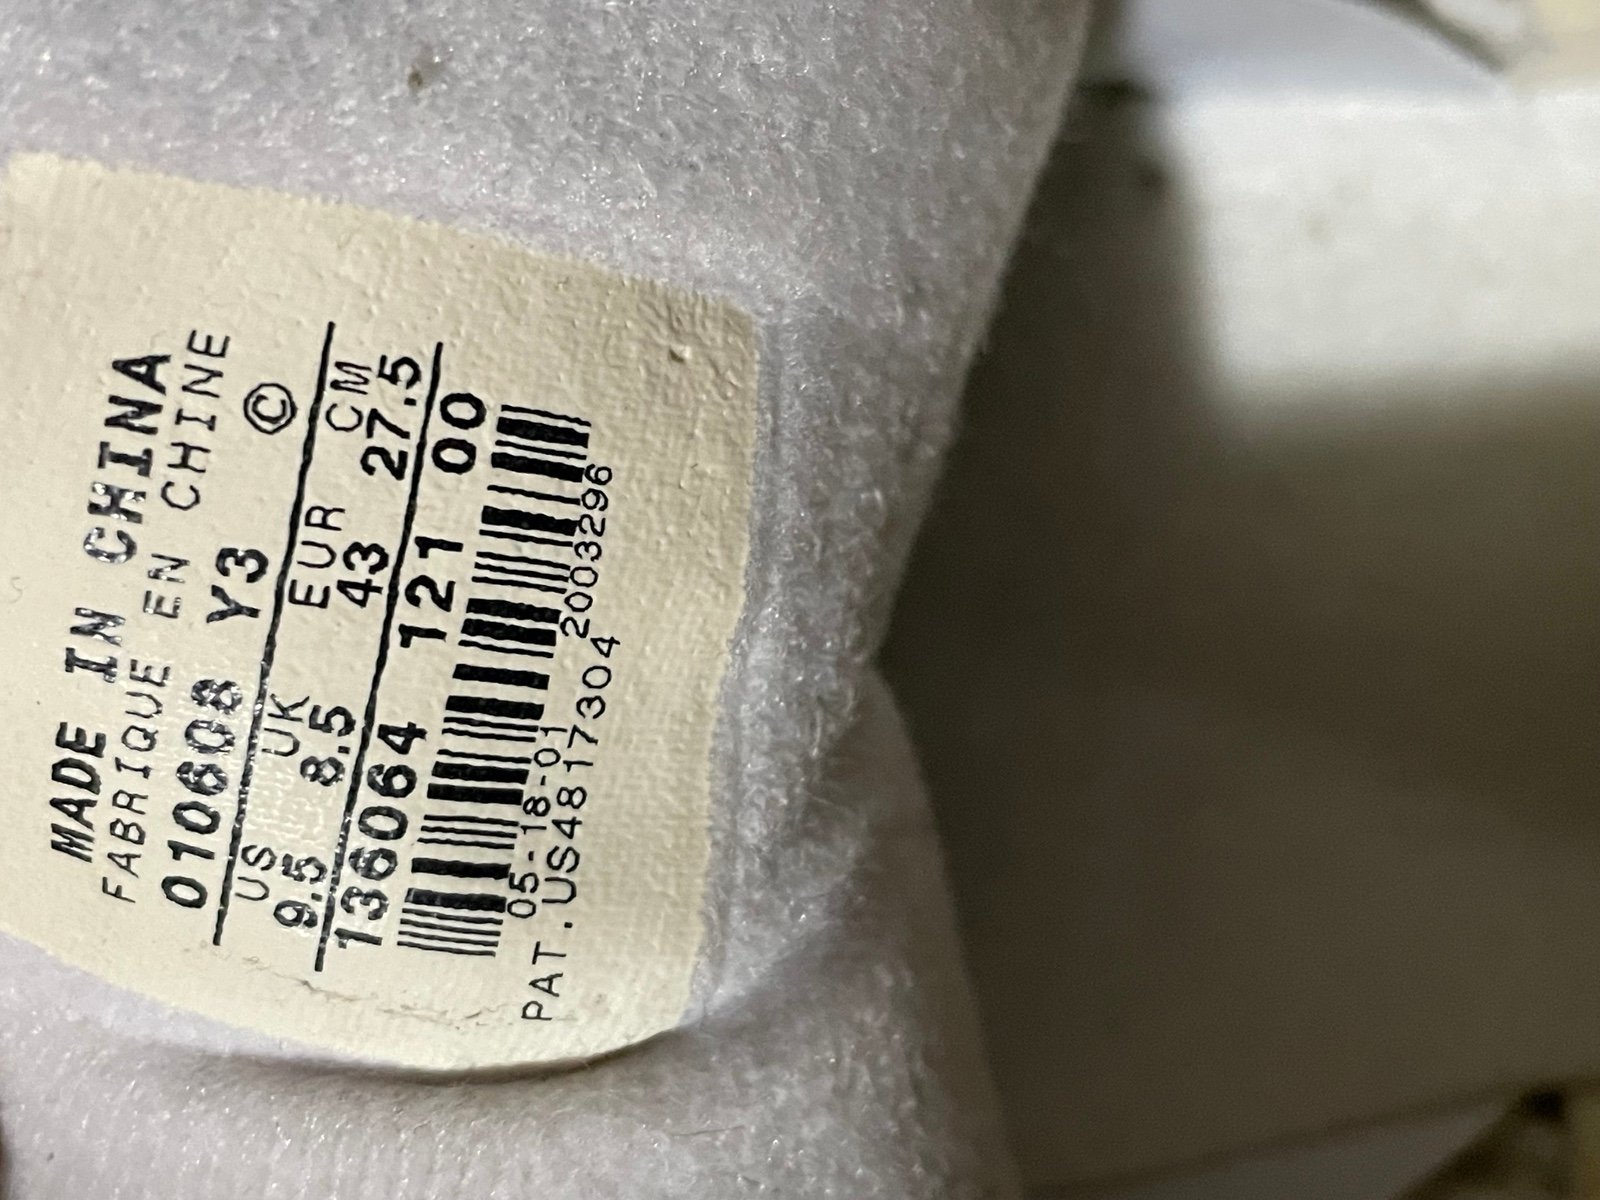 MADE IN CHINA
FABRIQUE EN CHINE
010608 Y3 ©
US UK EUR CM
9.5 8.5 43 27.5
136064 121 00
05-18-01 2003296
PAT.US4817304